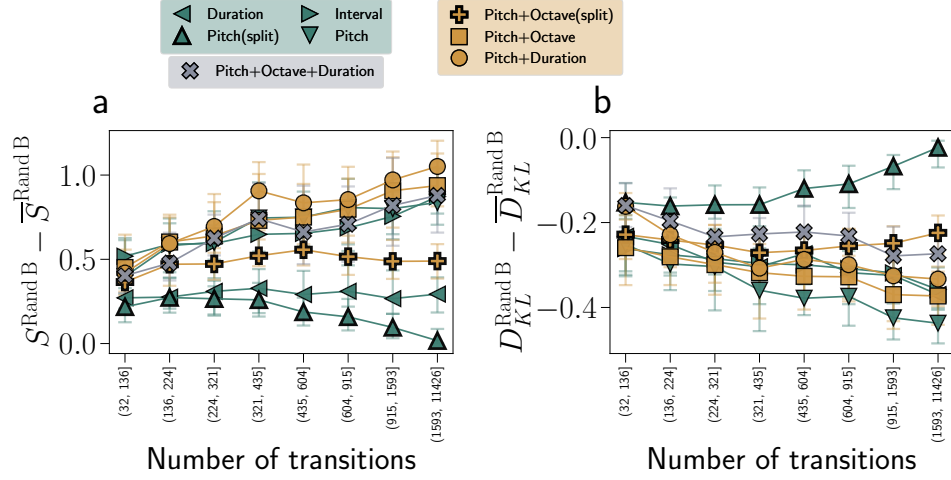 Duration
Interval
Pitch(split)
Pitch
Pitch+Octave+Duration
Pitch+Octave(split)
Pitch+Octave
Pitch+Duration
a
b
S^{Rand B} − \overline{S}^{Rand B}
1.0
0.5
0.0
(32, 136]
(136, 224]
(224, 321]
(321, 435]
(435, 604]
(604, 915]
(915, 1593]
(1593, 11426]
Number of transitions
D_{KL}^{Rand B} − \overline{D}_{KL}^{Rand B}
0.0
−0.2
−0.4
(32, 136]
(136, 224]
(224, 321]
(321, 435]
(435, 604]
(604, 915]
(915, 1593]
(1593, 11426]
Number of transitions